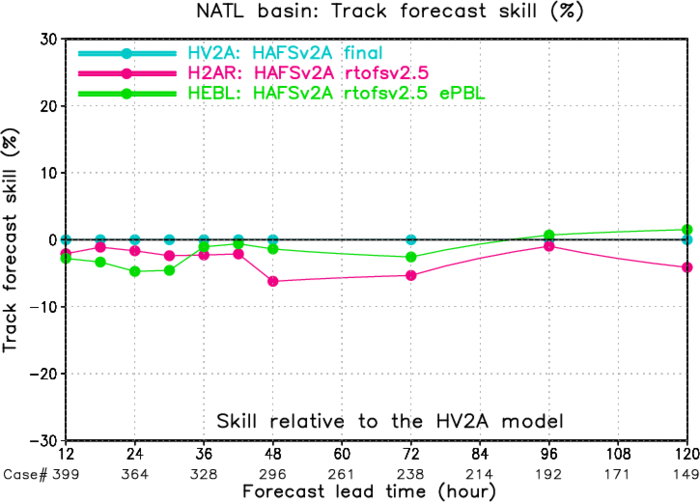 NATL basin: Track forecast skill (%)
Track forecast skill (%)
30
20
10
0
−10
−20
−30
HV2A: HAFSv2A final
H2AR: HAFSv2A rtofsv2.5
HEBL: HAFSv2A rtofsv2.5 ePBL
Skill relative to the HV2A model
12 24 36 48 60 72 84 96 108 120
Case# 399 364 328 296 261 238 214 192 171 149
Forecast lead time (hour)